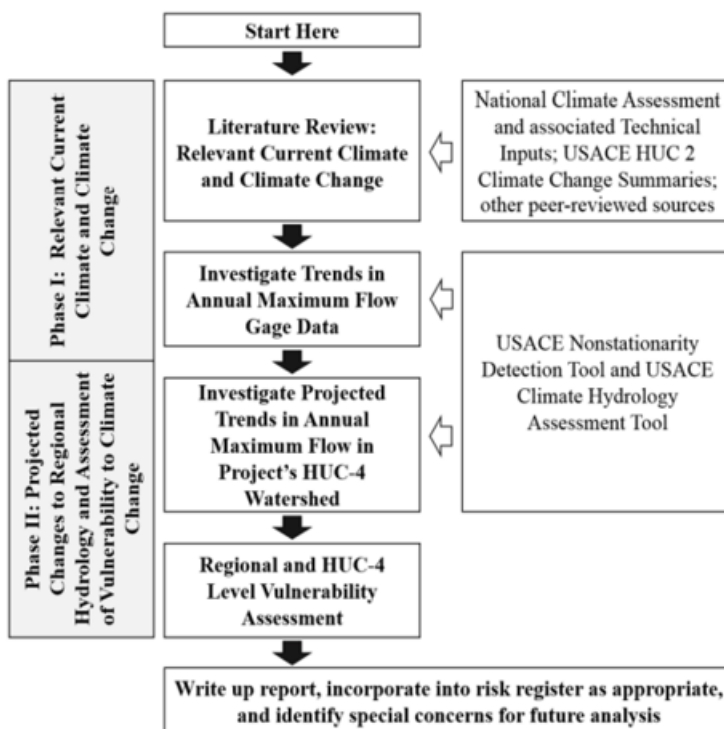 Start Here
Phase I:  Relevant Current
Climate and Climate
Change
Literature Review:
Relevant Current Climate
and Climate Change
National Climate Assessment
and associated Technical
Inputs; USACE HUC 2
Climate Change Summaries;
other peer-reviewed sources
Investigate Trends in
Annual Maximum Flow
Gage Data
USACE Nonstationarity
Detection Tool and USACE
Climate Hydrology
Assessment Tool
Phase II: Projected
Changes to Regional
Hydrology and Assessment
of Vulnerability to Climate
Change
Investigate Projected
Trends in Annual
Maximum Flow in
Project's HUC-4
Watershed
Regional and HUC-4
Level Vulnerability
Assessment
Write up report, incorporate into risk register as appropriate,
and identify special concerns for future analysis